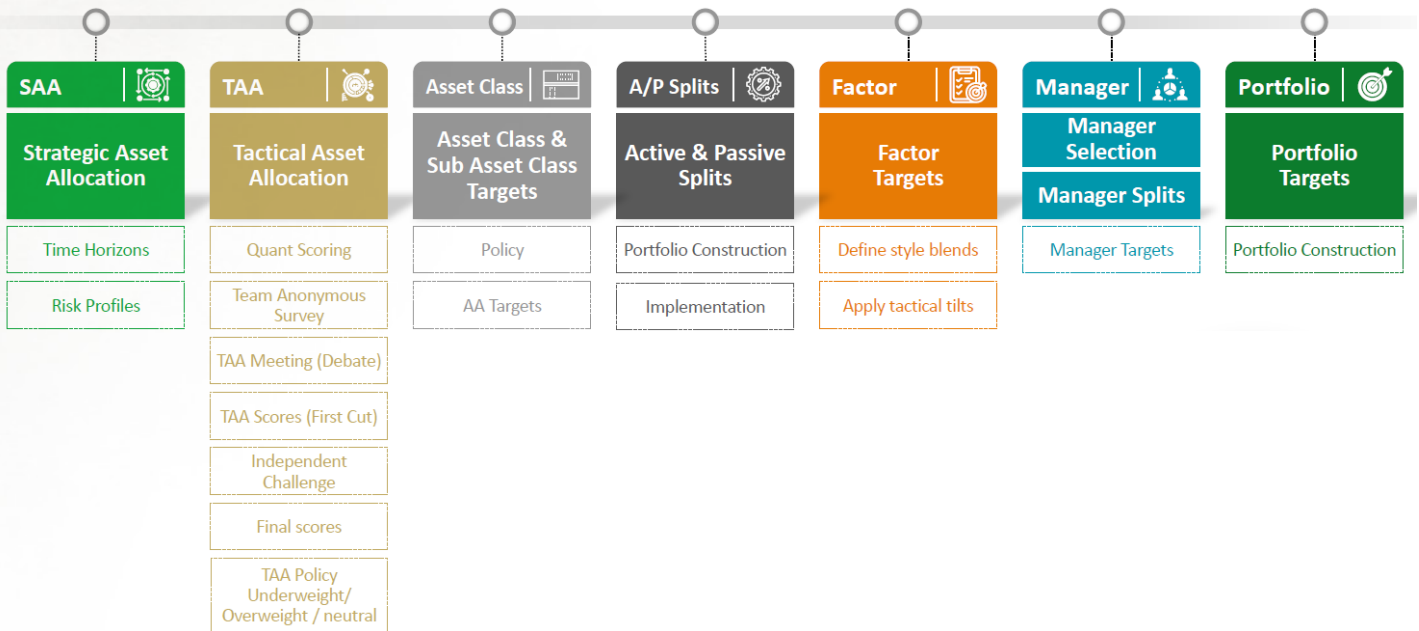 SAA
Strategic Asset
Allocation
Time Horizons
Risk Profiles
TAA
Tactical Asset
Allocation
Quant Scoring
Team Anonymous
Survey
TAA Meeting (Debate)
TAA Scores (First Cut)
Independent
Challenge
Final scores
TAA Policy
Underweight/
Overweight / neutral
Asset Class
Asset Class &
Sub Asset Class
Targets
Policy
AA Targets
A/P Splits
Active & Passive
Splits
Portfolio Construction
Implementation
Factor
Factor
Targets
Define style blends
Apply tactical tilts
Manager
Manager
Selection
Manager Splits
Manager Targets
Portfolio
Portfolio
Targets
Portfolio Construction